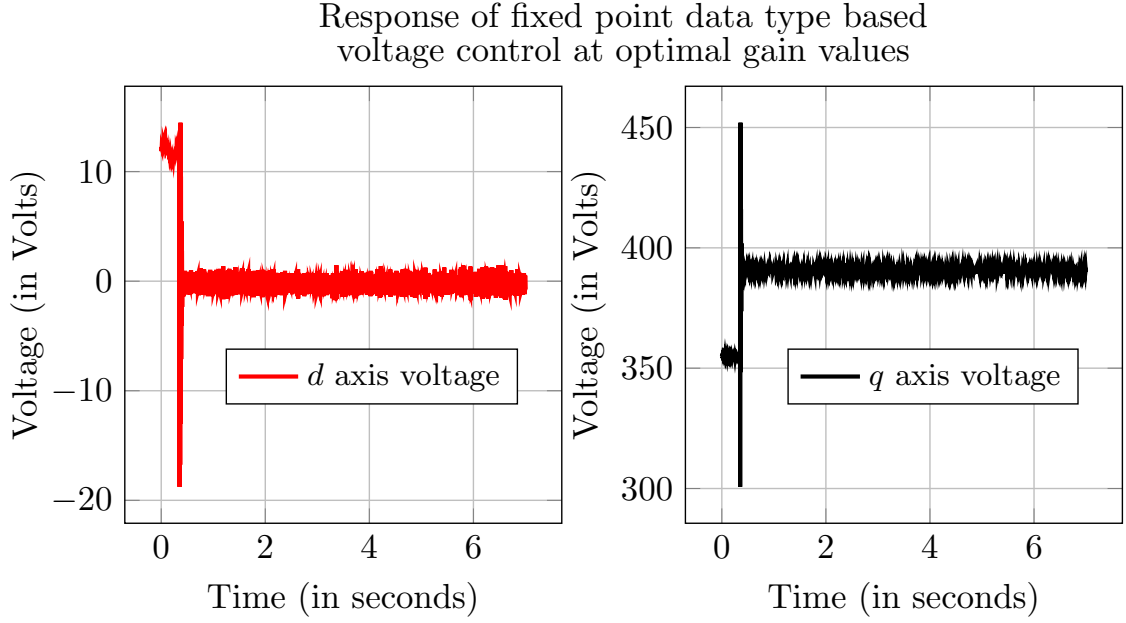 Response of fixed point data type based
voltage control at optimal gain values
Voltage (in Volts)
10
0
−10
−20
0 2 4 6
Time (in seconds)
d axis voltage
Voltage (in Volts)
450
400
350
300
0 2 4 6
Time (in seconds)
q axis voltage